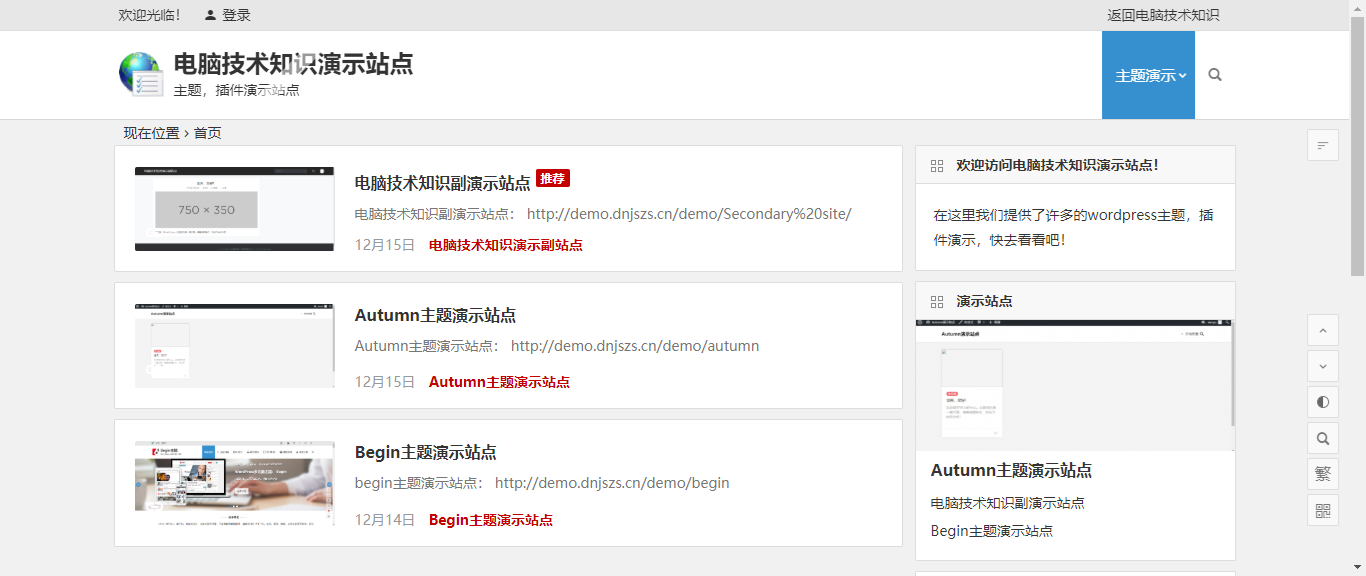 欢迎光临！ 登录
返回电脑技术知识
电脑技术知识演示站点
主题，插件演示站点
主题演示
现在位置 › 首页
750 × 350
电脑技术知识副演示站点 推荐
电脑技术知识副演示站点： http://demo.dnjszs.cn/demo/Secondary%20site/
12月15日 电脑技术知识演示副站点
Autumn主题演示站点
Autumn主题演示站点： http://demo.dnjszs.cn/demo/autumn
12月15日 Autumn主题演示站点
Begin主题演示站点
begin主题演示站点： http://demo.dnjszs.cn/demo/begin
12月14日 Begin主题演示站点
欢迎访问电脑技术知识演示站点！
在这里我们提供了许多的wordpress主题，插
件演示，快去看看吧！
演示站点
Autumn演示站点
Autumn主题演示站点
电脑技术知识副演示站点
Begin主题演示站点
繁